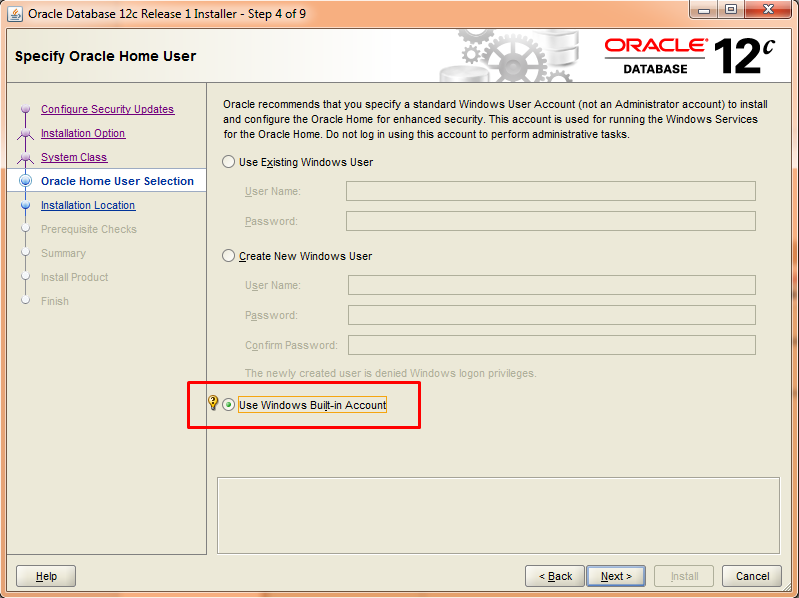 Oracle Database 12c Release 1 Installer - Step 4 of 9
Specify Oracle Home User
ORACLE®
DATABASE
12c
Configure Security Updates
Installation Option
System Class
Oracle Home User Selection
Installation Location
Prerequisite Checks
Summary
Install Product
Finish
Oracle recommends that you specify a standard Windows User Account (not an Administrator account) to install
and configure the Oracle Home for enhanced security. This account is used for running the Windows Services
for the Oracle Home. Do not log in using this account to perform administrative tasks.
Use Existing Windows User
User Name:
Password:
Create New Windows User
User Name:
Password:
Confirm Password:
The newly created user is denied Windows logon privileges.
Use Windows Built-in Account
Help
< Back
Next >
Install
Cancel